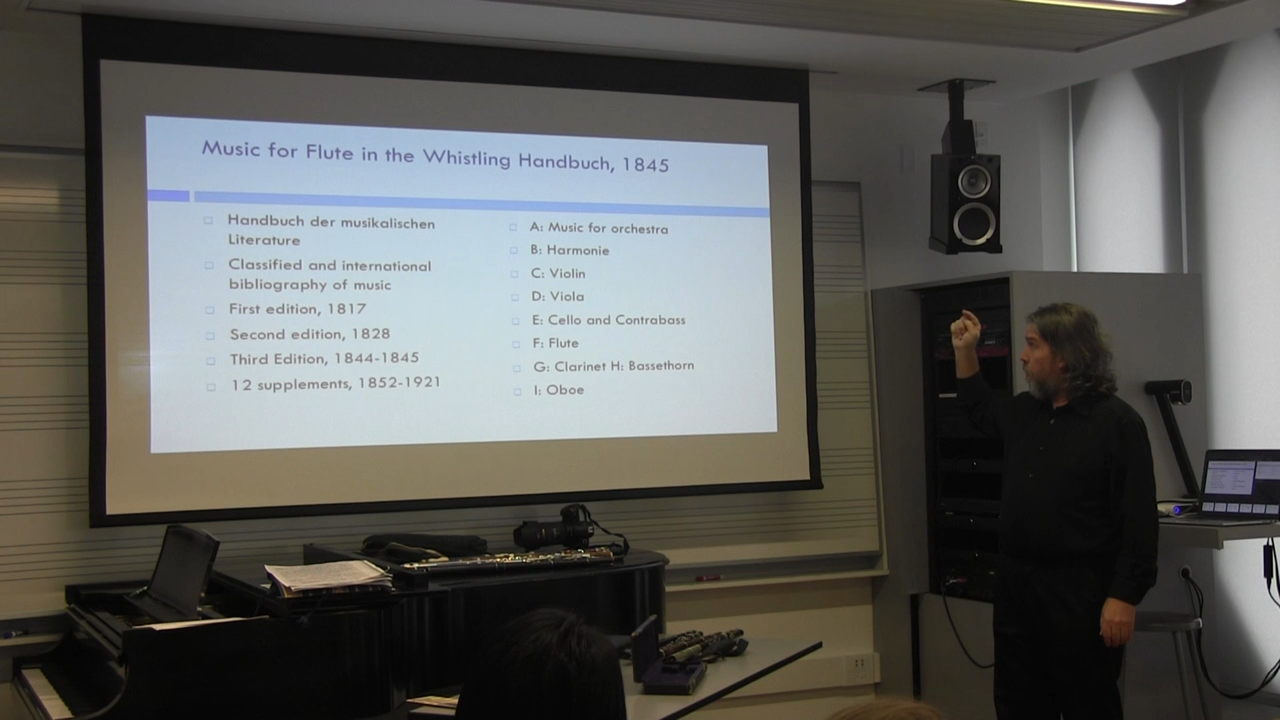 Music for Flute in the Whistling Handbuch, 1845
Handbuch der musikalischen
Literature
Classified and international
bibliography of music
First edition, 1817
Second edition, 1828
Third Edition, 1844-1845
12 supplements, 1852-1921
A: Music for orchestra
B: Harmonie
C: Violin
D: Viola
E: Cello and Contrabass
F: Flute
G: Clarinet H: Bassethorn
I: Oboe